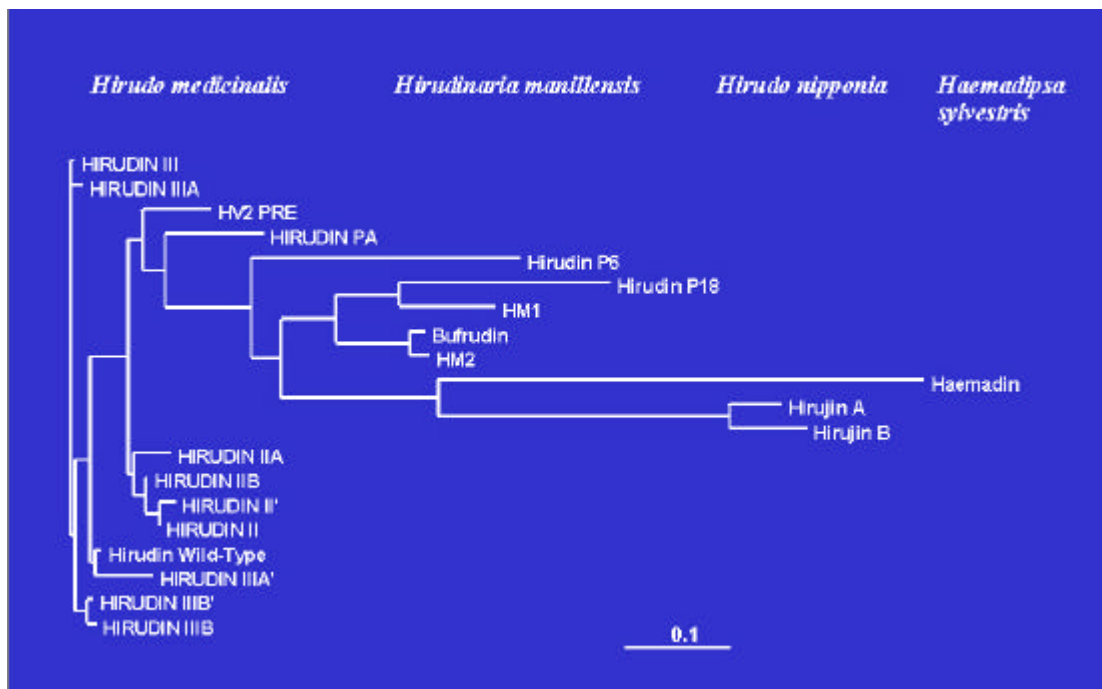 Hirudo medicinalis
Hirudinaria manillensis
Hirudo nipponia
Haemadipsa
sylvestris
HIRUDIN III
HIRUDIN IIIA
HV2 PRE
HIRUDIN PA
Hirudin P6
Hirudin P18
HM1
Bufrudin
HM2
Haemadin
Hirujin A
Hirujin B
HIRUDIN IIA
HIRUDIN IIB
HIRUDIN II'
HIRUDIN II
Hirudin Wild-Type
HIRUDIN IIIA'
HIRUDIN IIIB'
HIRUDIN IIIB
0.1